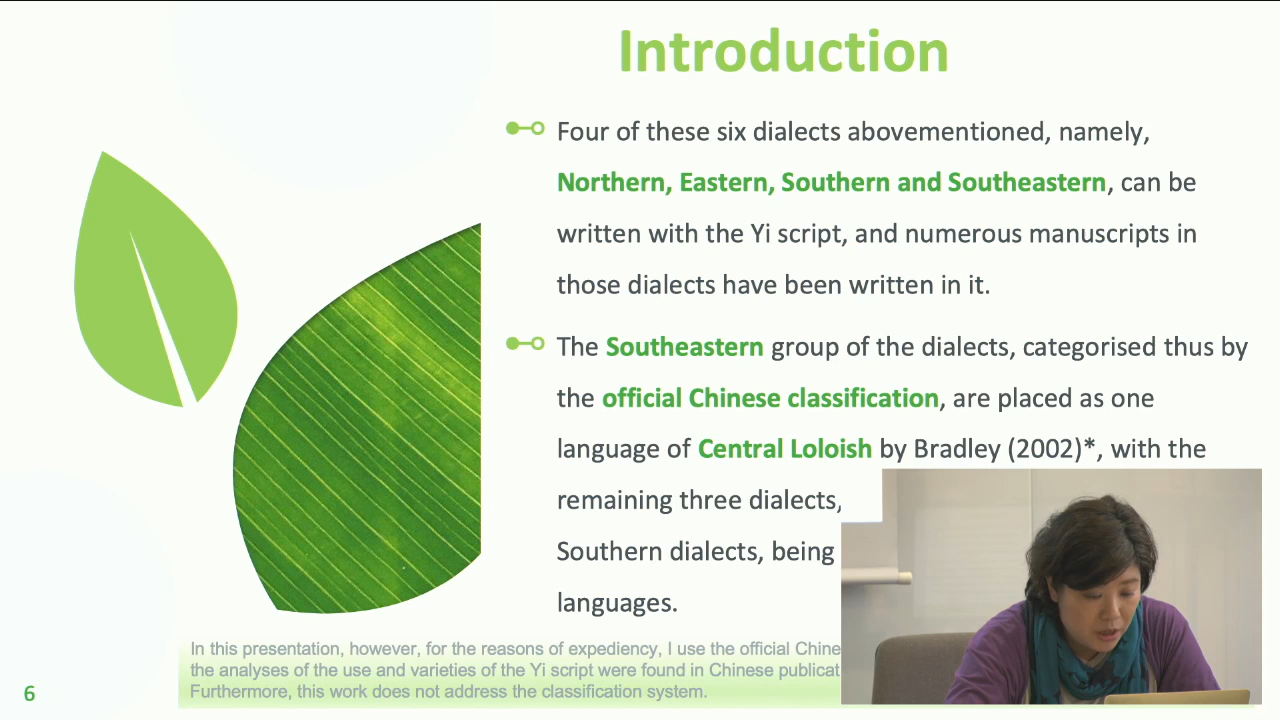 Introduction
Four of these six dialects abovementioned, namely,
Northern, Eastern, Southern and Southeastern, can be
written with the Yi script, and numerous manuscripts in
those dialects have been written in it.
The Southeastern group of the dialects, categorised thus by
the official Chinese classification, are placed as one
language of Central Loloish by Bradley (2002)*, with the
remaining three dialects,
Southern dialects, being
languages.
In this presentation, however, for the reasons of expediency, I use the official
the analyses of the use and varieties of the Yi script were found in Chinese
Furthermore, this work does not address the classification system.
6